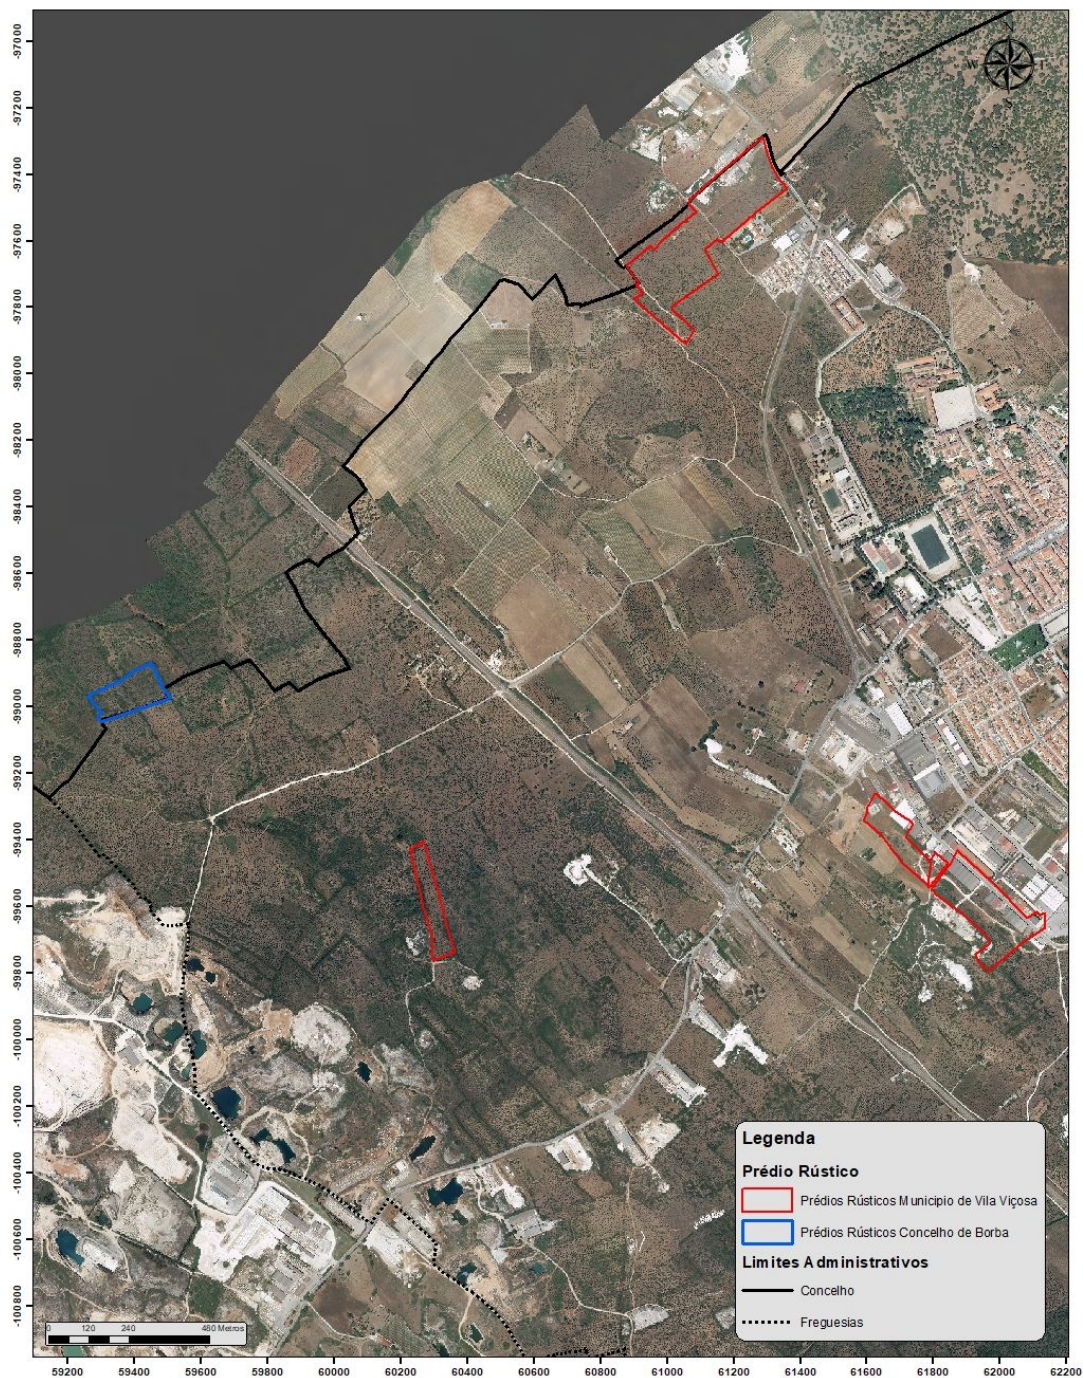 -97000
-97200
-97400
-97600
-97800
-98000
-98200
-98400
-98600
-98800
-99000
-99200
-99400
-99600
-99800
-100000
-100200
-100400
-100600
-100800
W
S
Legenda
Prédio Rústico
Prédios Rústicos Municipio de Vila Viçosa
Prédios Rústicos Concelho de Borba
Limites Administrativos
Concelho
Freguesias
0 120 240 480 Metros
59200 59400 59600 59800 60000 60200 60400 60600 60800 61000 61200 61400 61600 61800 62000 62200